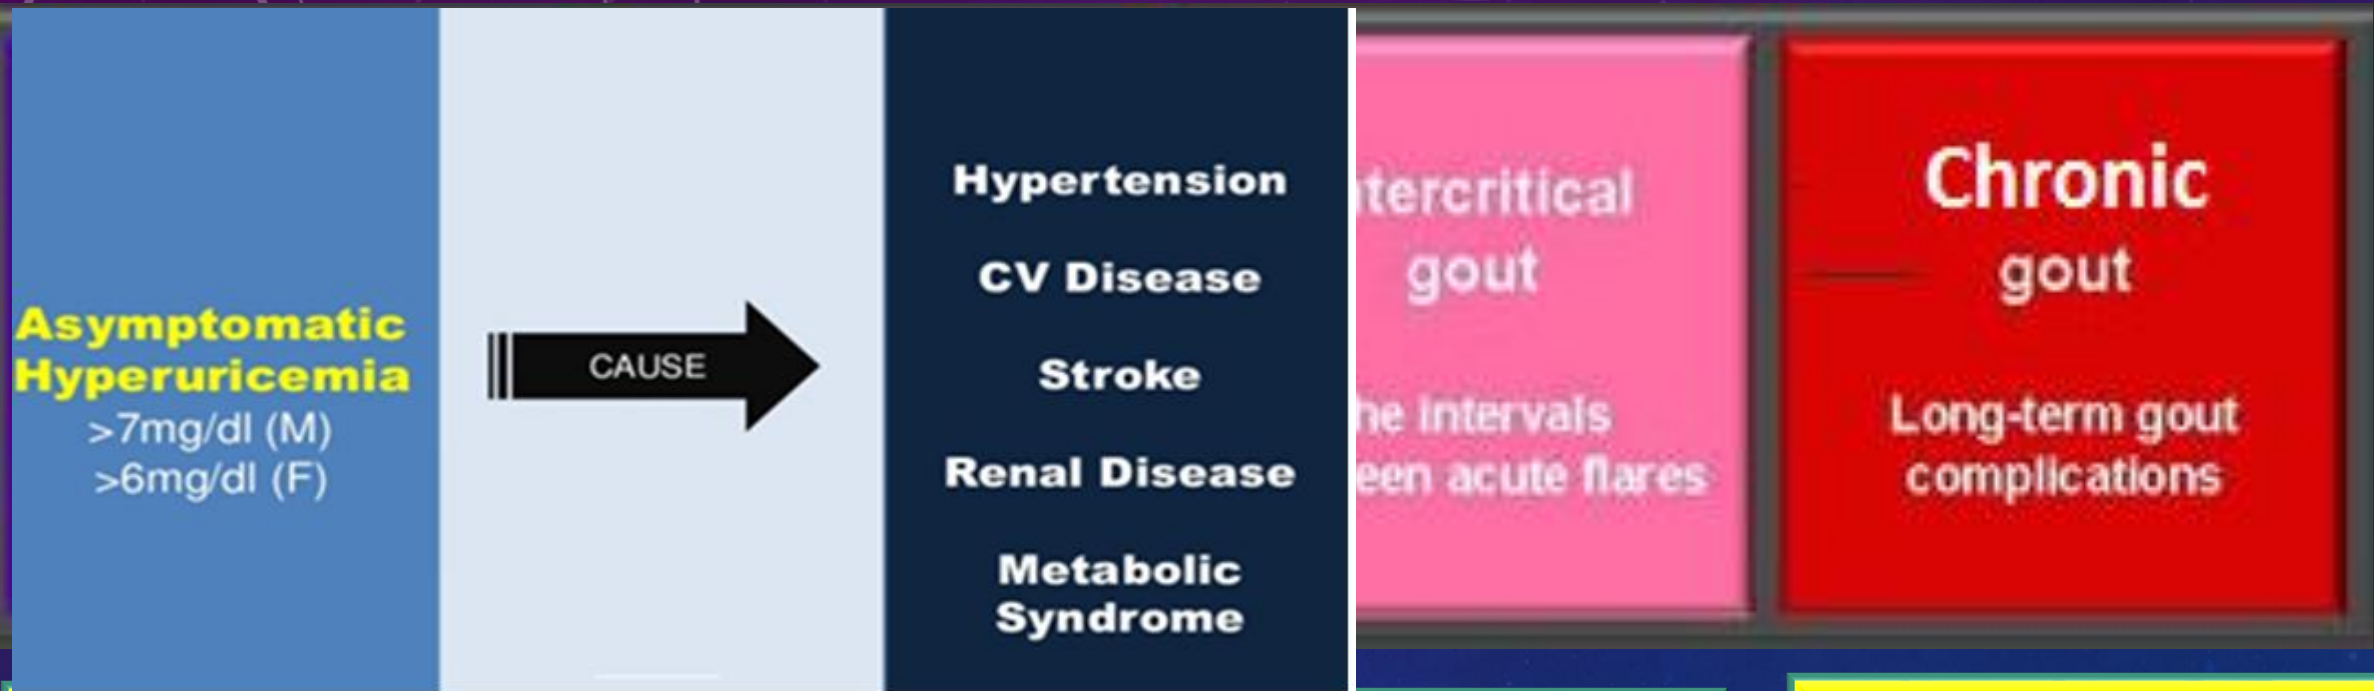 Asymptomatic
Hyperuricemia
>7mg/dl (M)
>6mg/dl (F)
CAUSE
Hypertension
CV Disease
Stroke
Renal Disease
Metabolic
Syndrome
tercritical
gout
he intervals
een acute flares
Chronic
gout
Long-term gout
complications